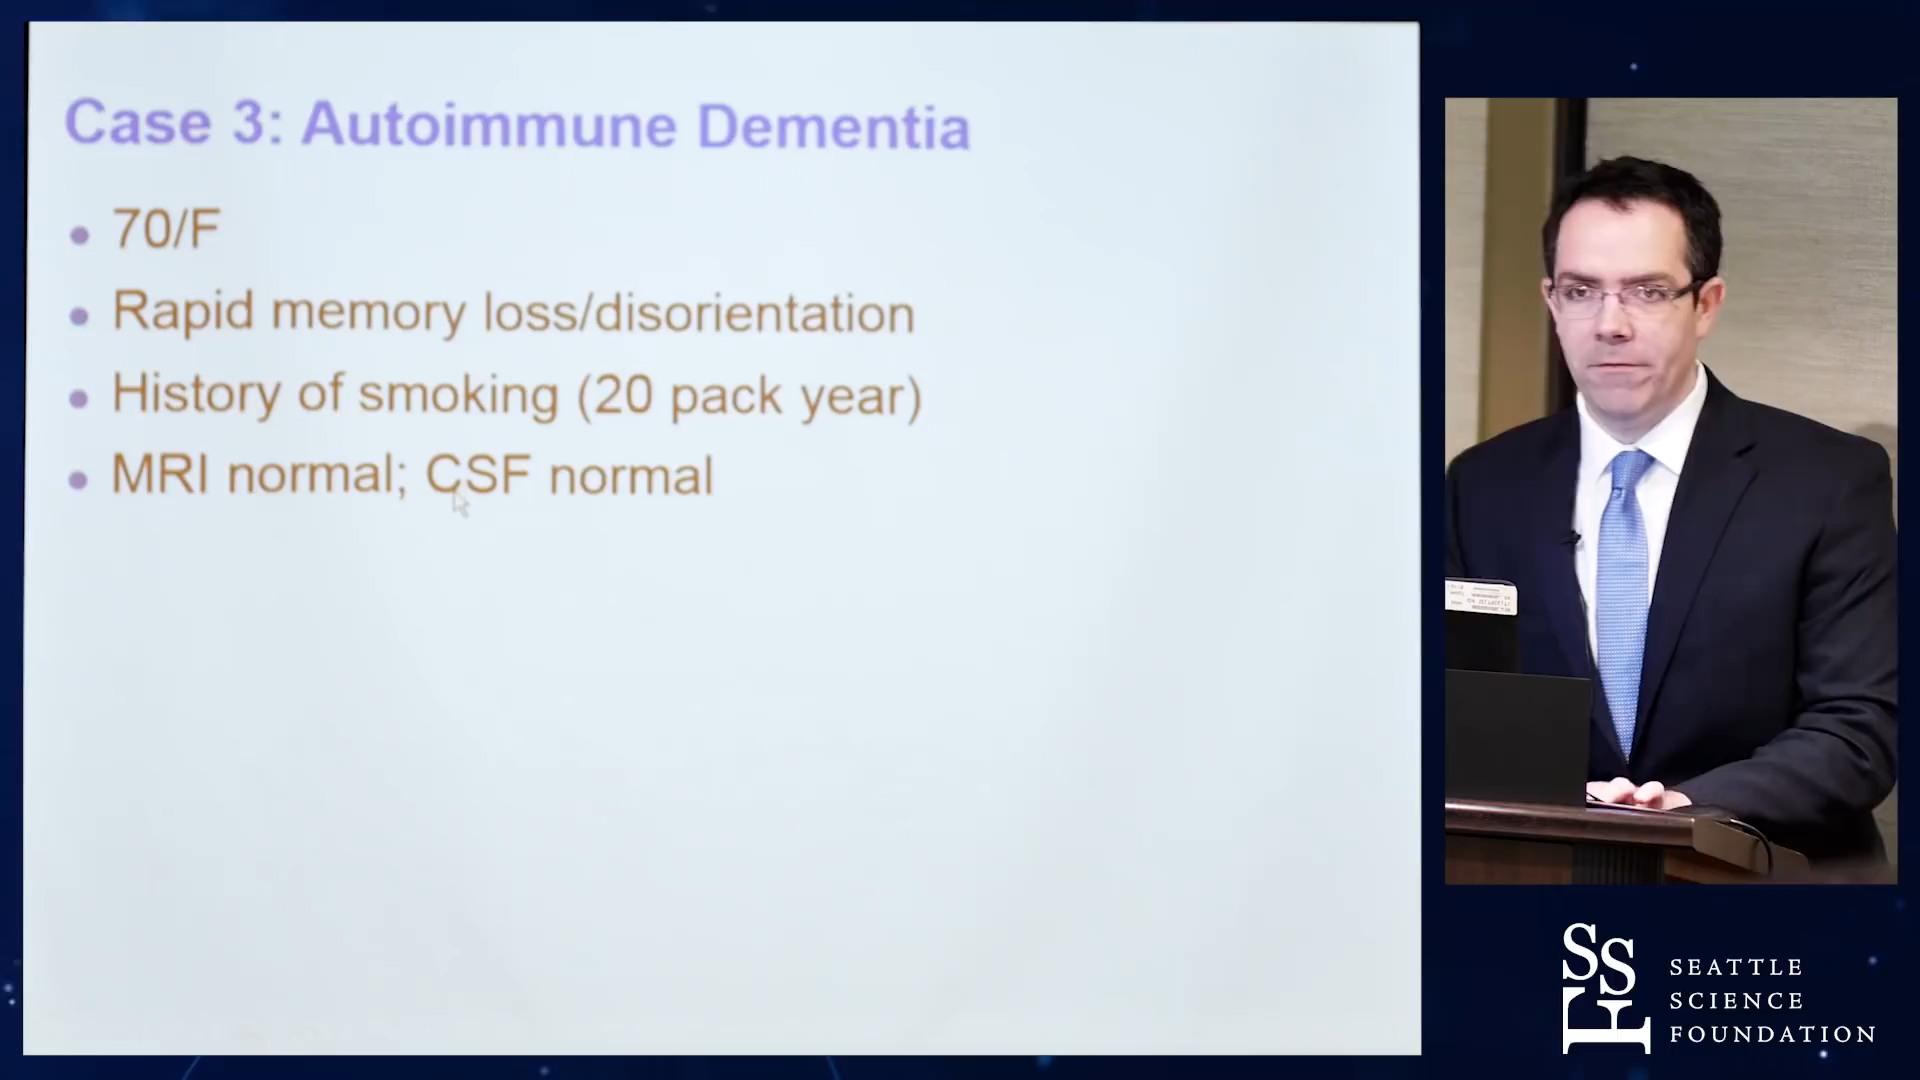 Case 3: Autoimmune Dementia
70/F
Rapid memory loss/disorientation
History of smoking (20 pack year)
MRI normal; CSF normal
SSF
SEATTLE
SCIENCE
FOUNDATION